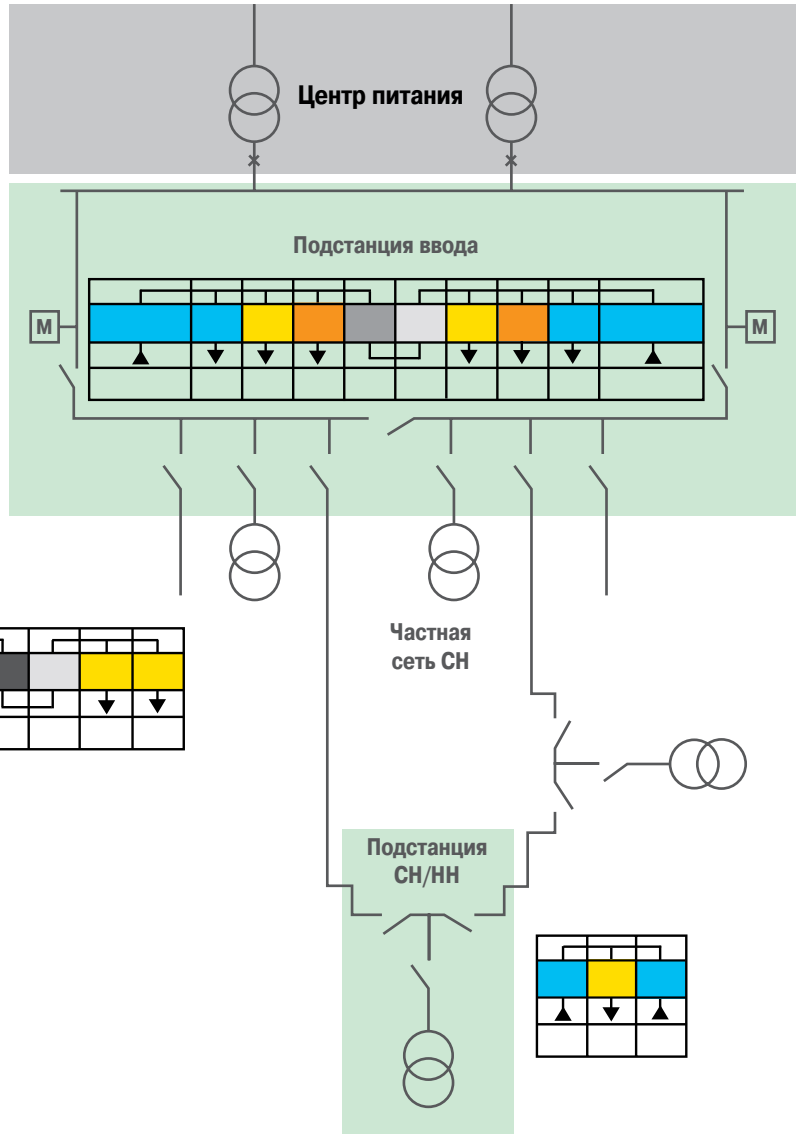 Центр питания
Подстанция ввода
М
М
Частная
сеть СН
Подстанция
СН/НН